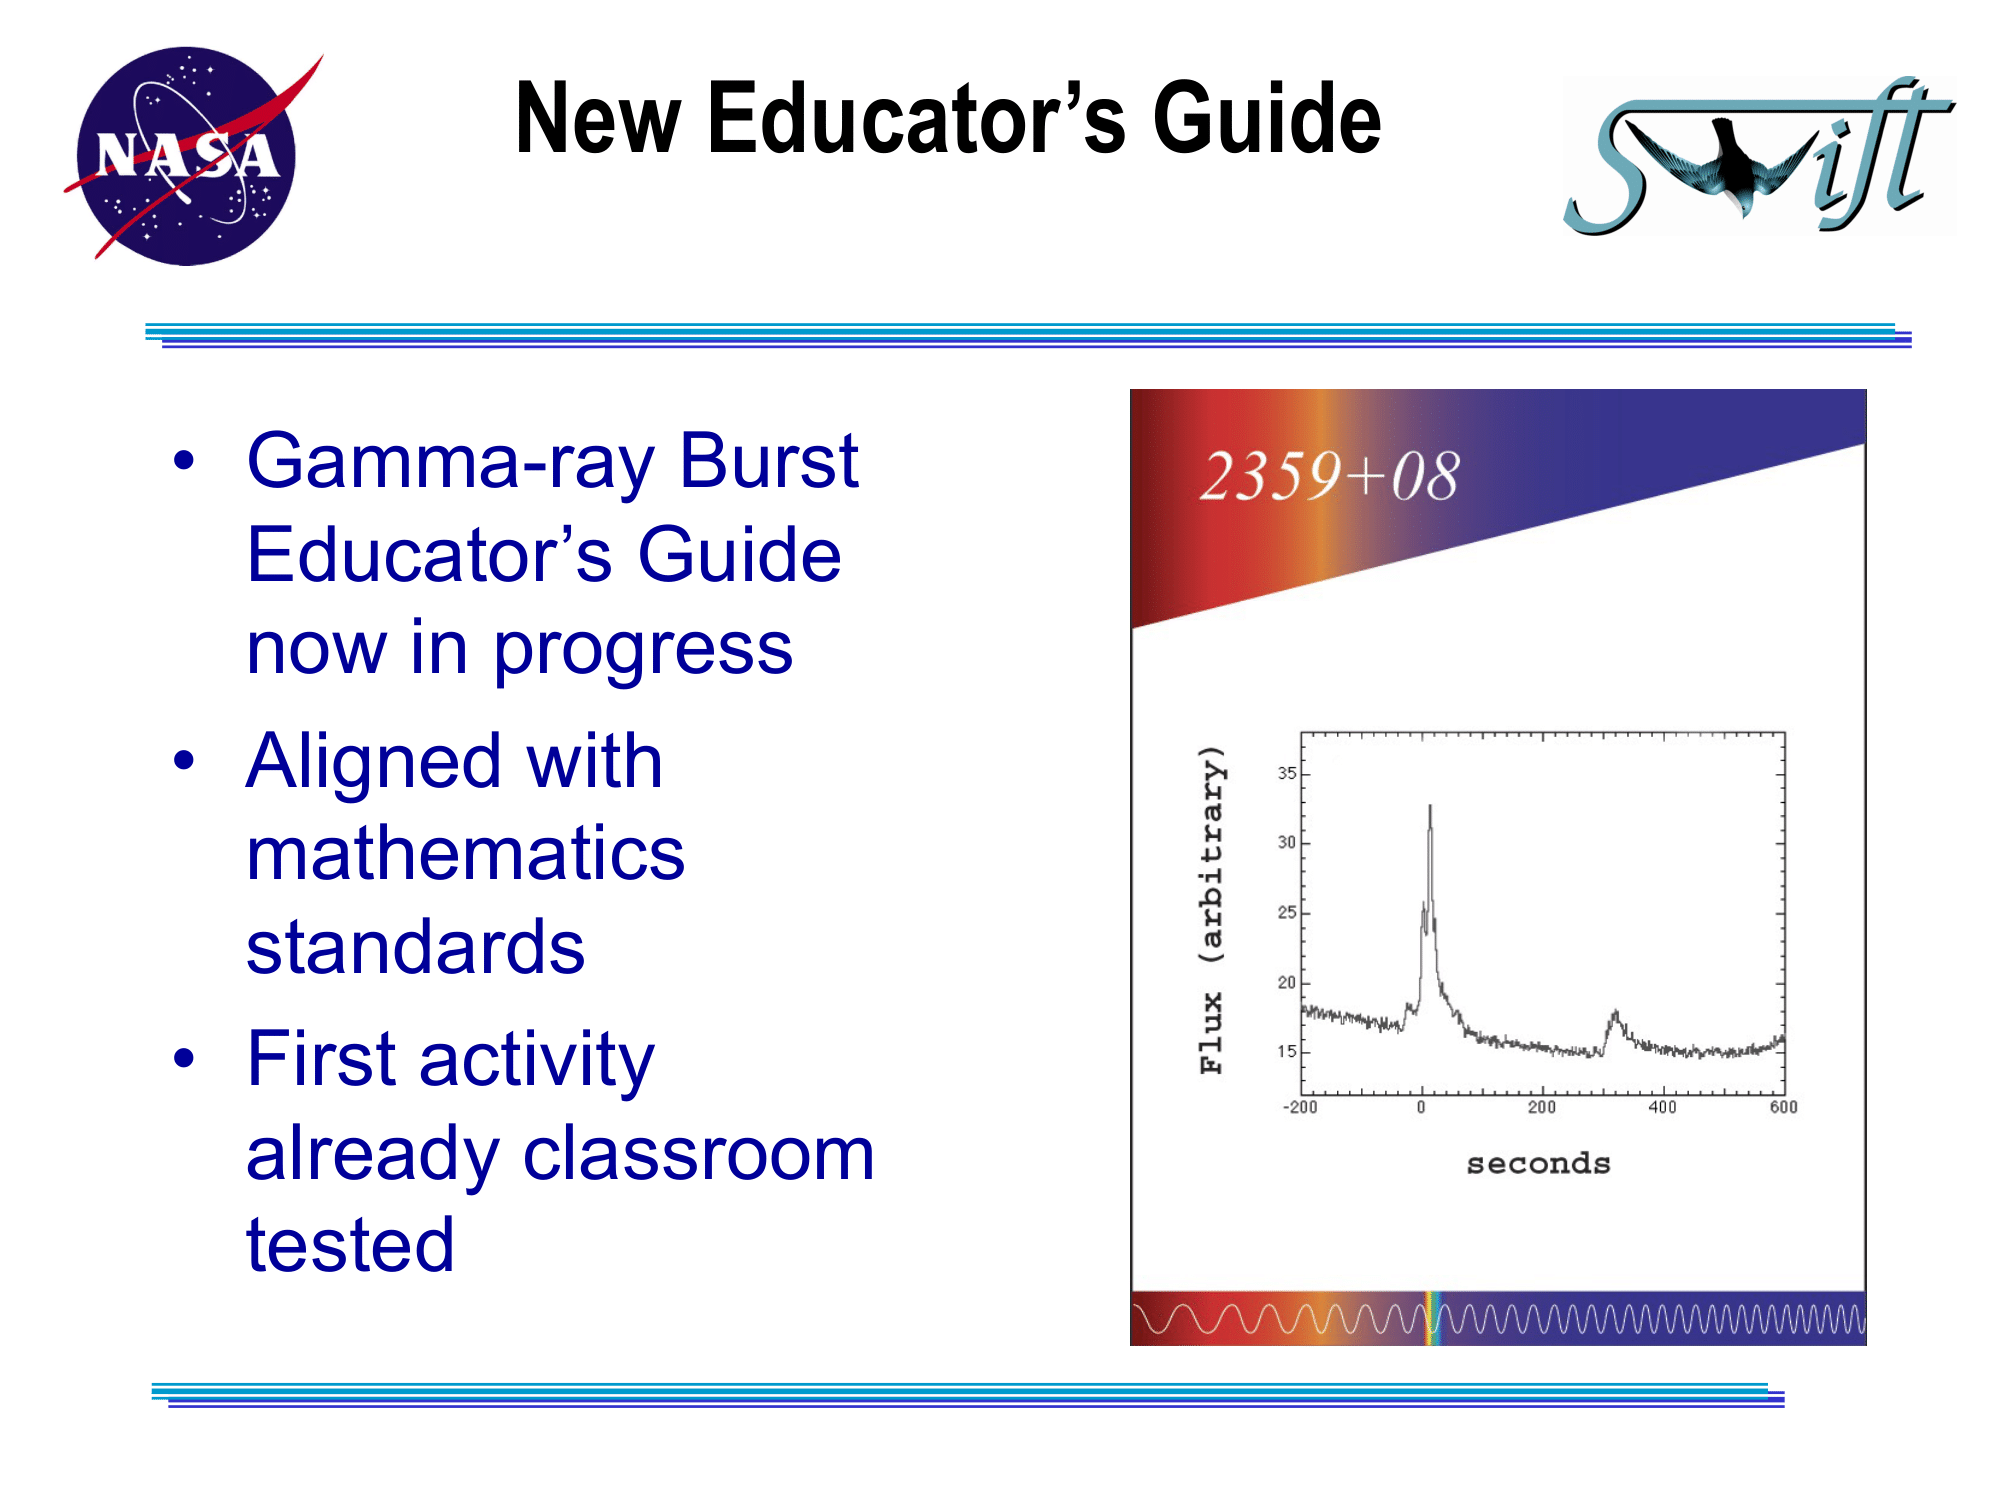 NASA
New Educator’s Guide
Swift
• Gamma-ray Burst
Educator’s Guide
now in progress
• Aligned with
mathematics
standards
• First activity
already classroom
tested
2359+08
Flux (arbitrary)
35
30
25
20
15
-200 0 200 400 600
seconds